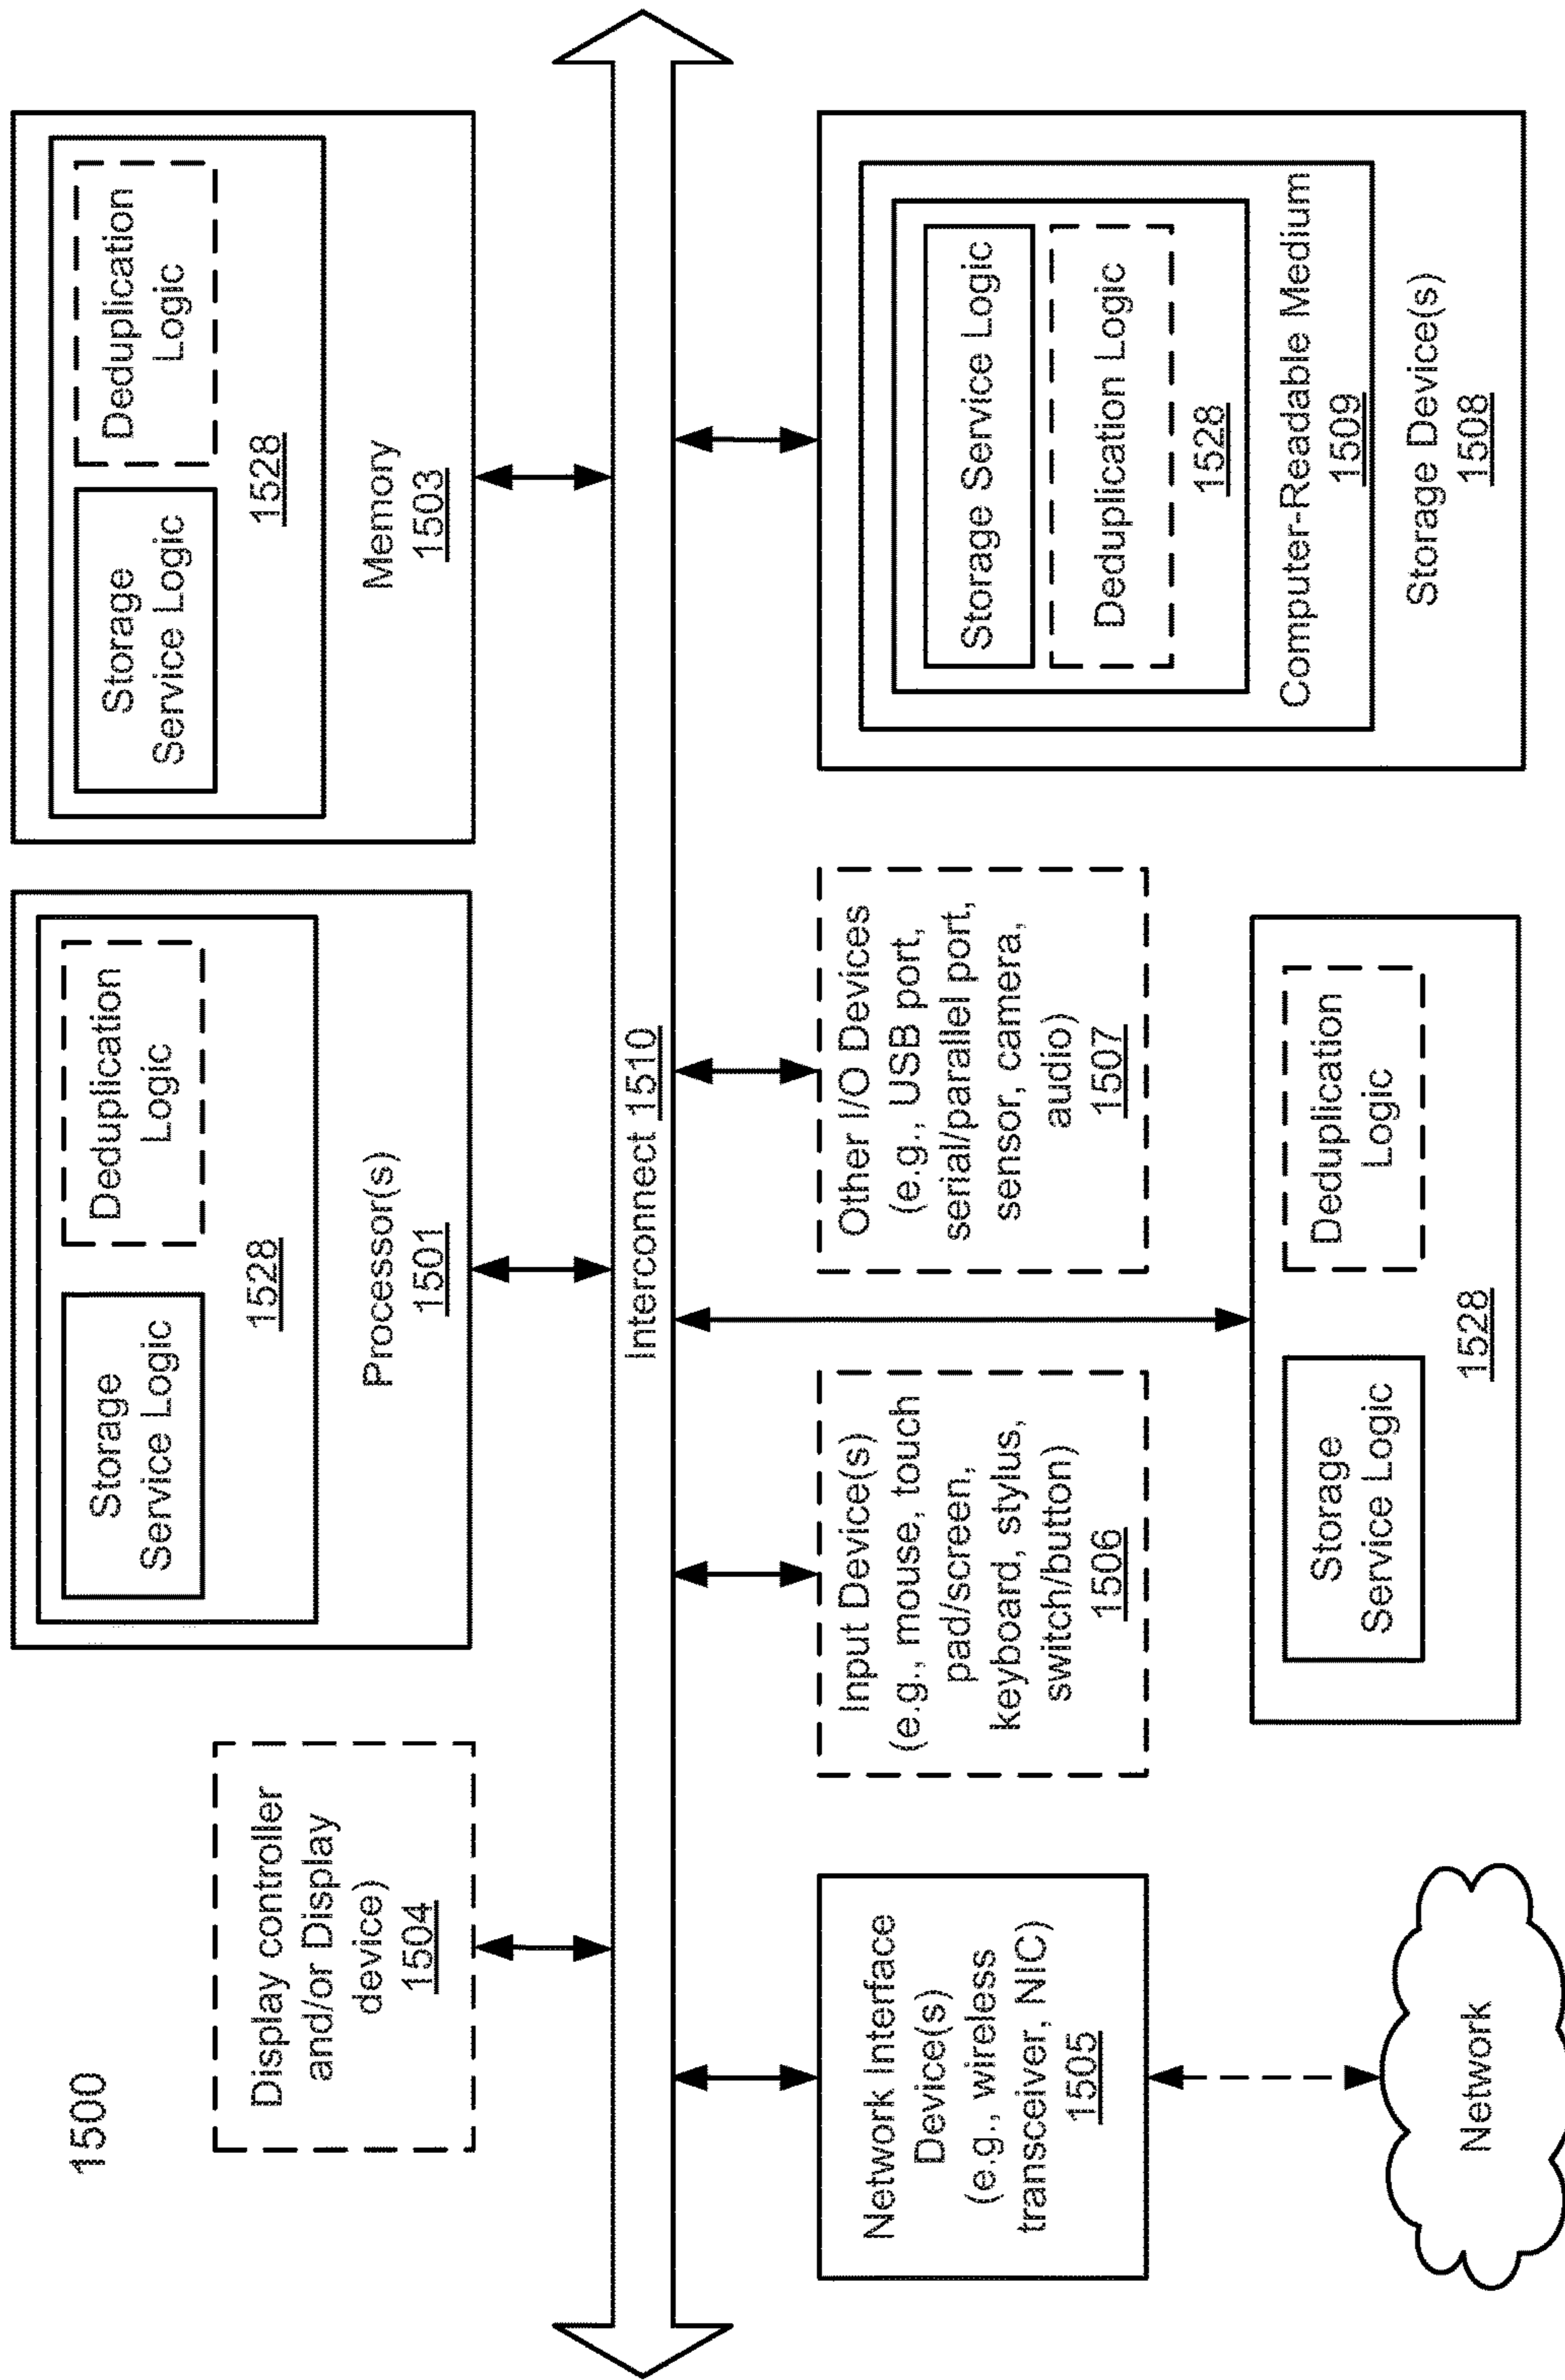 1500
Display controller
and/or Display
device)
1504
Storage
Service Logic
Deduplication
Logic
1528
Processor(s)
1501
Storage
Service Logic
Deduplication
Logic
1528
Memory
1503
Interconnect 1510
Network Interface
Device(s)
(e.g., wireless
transceiver, NIC)
1505
Input Device(s)
(e.g., mouse, touch
pad/screen,
keyboard, stylus,
switch/button)
1506
Other I/O Devices
(e.g., USB port,
serial/parallel port,
sensor, camera,
audio)
1507
Storage Service Logic
Deduplication Logic
1528
Computer-Readable Medium
1509
Storage Device(s)
1508
Network
Storage
Service Logic
Deduplication
Logic
1528